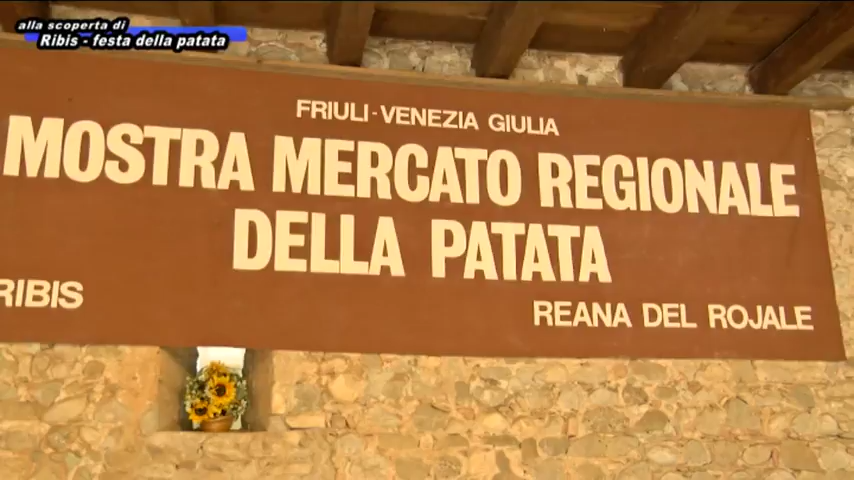 alla scoperta di
Ribis - festa della patata
FRIULI-VENEZIA GIULIA
MOSTRA MERCATO REGIONALE
DELLA PATATA
RIBIS
REANA DEL ROJALE